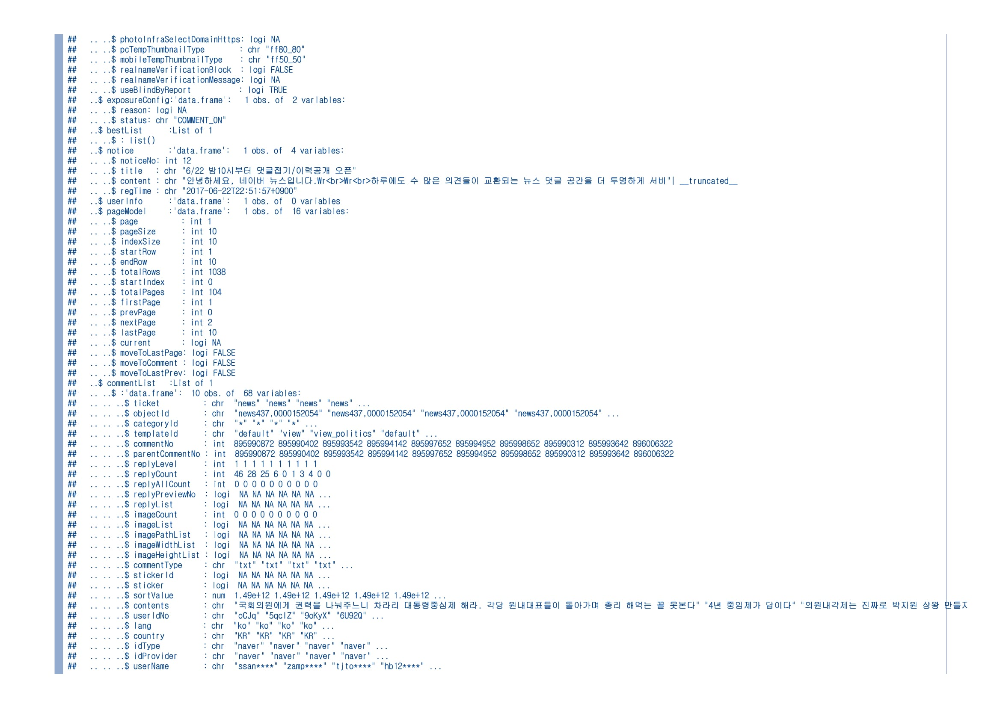 ##   .. ..$ photoInfraSelectDomainHttps: logi NA
##   .. ..$ pcTempThumbnailType        : chr "ff80_80"
##   .. ..$ mobileTempThumbnailType    : chr "ff50_50"
##   .. ..$ realnameVerificationBlock  : logi FALSE
##   .. ..$ realnameVerificationMessage: logi NA
##   .. ..$ useBlindByReport           : logi TRUE
##   ..$ exposureConfig:'data.frame':   1 obs. of  2 variables:
##   .. ..$ reason: logi NA
##   .. ..$ status: chr "COMMENT_ON"
##   ..$ bestList      :List of 1
##   .. ..$ : list()
##   ..$ notice        :'data.frame':   1 obs. of  4 variables:
##   .. ..$ noticeNo: int 12
##   .. ..$ title   : chr "6/22 밤10시부터 댓글접기/이력공개 오픈"
##   .. ..$ content : chr "안녕하세요, 네이버 뉴스입니다.₩r<br>₩r<br>하루에도 수 많은 의견들이 교환되는 뉴스 댓글 공간을 더 투명하게 서비"| __truncated__
##   .. ..$ regTime : chr "2017-06-22T22:51:57+0900"
##   ..$ userInfo      :'data.frame':   1 obs. of  0 variables
##   ..$ pageModel     :'data.frame':   1 obs. of  16 variables:
##   .. ..$ page          : int 1
##   .. ..$ pageSize      : int 10
##   .. ..$ indexSize     : int 10
##   .. ..$ startRow      : int 1
##   .. ..$ endRow        : int 10
##   .. ..$ totalRows     : int 1038
##   .. ..$ startIndex    : int 0
##   .. ..$ totalPages    : int 104
##   .. ..$ firstPage     : int 1
##   .. ..$ prevPage      : int 0
##   .. ..$ nextPage      : int 2
##   .. ..$ lastPage      : int 10
##   .. ..$ current       : logi NA
##   .. ..$ moveToLastPage: logi FALSE
##   .. ..$ moveToComment : logi FALSE
##   .. ..$ moveToLastPrev: logi FALSE
##   ..$ commentList   :List of 1
##   .. ..$ :'data.frame':  10 obs. of  68 variables:
##   .. .. ..$ ticket          : chr  "news" "news" "news" "news" ...
##   .. .. ..$ objectId        : chr  "news437,0000152054" "news437,0000152054" "news437,0000152054" "news437,0000152054" ...
##   .. .. ..$ categoryId      : chr  "*" "*" "*" "*" ...
##   .. .. ..$ templateId      : chr  "default" "view" "view_politics" "default" ...
##   .. .. ..$ commentNo       : int  895990872 895990402 895993542 895994142 895997652 895994952 895998652 895990312 895993642 896006322
##   .. .. ..$ parentCommentNo : int  895990872 895990402 895993542 895994142 895997652 895994952 895998652 895990312 895993642 896006322
##   .. .. ..$ replyLevel      : int  1 1 1 1 1 1 1 1 1 1
##   .. .. ..$ replyCount      : int  46 28 25 6 0 1 3 4 0 0
##   .. .. ..$ replyAllCount   : int  0 0 0 0 0 0 0 0 0 0
##   .. .. ..$ replyPreviewNo  : logi  NA NA NA NA NA NA ...
##   .. .. ..$ replyList       : logi  NA NA NA NA NA NA ...
##   .. .. ..$ imageCount      : int  0 0 0 0 0 0 0 0 0 0
##   .. .. ..$ imageList       : logi  NA NA NA NA NA NA ...
##   .. .. ..$ imagePathList   : logi  NA NA NA NA NA NA ...
##   .. .. ..$ imageWidthList  : logi  NA NA NA NA NA NA ...
##   .. .. ..$ imageHeightList : logi  NA NA NA NA NA NA ...
##   .. .. ..$ commentType     : chr  "txt" "txt" "txt" "txt" ...
##   .. .. ..$ stickerId       : logi  NA NA NA NA NA NA ...
##   .. .. ..$ sticker         : logi  NA NA NA NA NA NA ...
##   .. .. ..$ sortValue       : num  1.49e+12 1.49e+12 1.49e+12 1.49e+12 1.49e+12 ...
##   .. .. ..$ contents        : chr  "국회의원에게 권력을 나눠주느니 차라리 대통령중심제 해라. 각당 원내대표들이 돌아가며 총리 해먹는 꼴 못본다" "4년 중임제가 답이다" "의원내각제는 진짜로 박지원 상왕
##   .. .. ..$ userIdNo        : chr  "oCJq" "5qcIZ" "9oKyX" "6U92Q" ...
##   .. .. ..$ lang            : chr  "ko" "ko" "ko" "ko" ...
##   .. .. ..$ country         : chr  "KR" "KR" "KR" "KR" ...
##   .. .. ..$ idType          : chr  "naver" "naver" "naver" "naver" ...
##   .. .. ..$ idProvider      : chr  "naver" "naver" "naver" "naver" ...
##   .. .. ..$ userName        : chr  "ssan****" "zamp****" "tjto****" "hb12****" ...